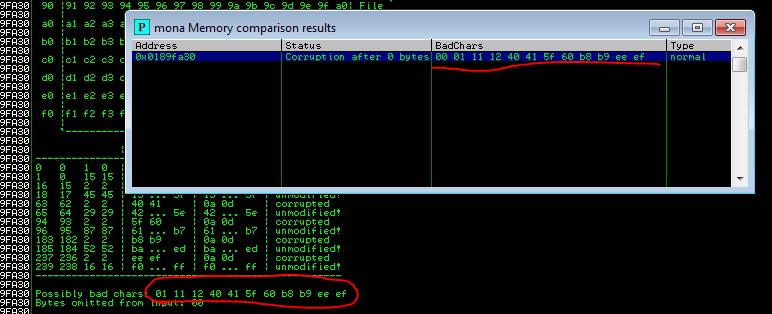 9FA30 90 |91 92 93 94 95 96 97 98 99 9a 9b 9c 9d 9e 9f a0| File
9FA30
9FA30 a0 |a1 a2 a3 a
9FA30
9FA30 b0 |b1 b2 b3 b
9FA30
9FA30 c0 |c1 c2 c3 c
9FA30
9FA30 d0 |d1 d2 d3 d
9FA30
9FA30 e0 |e1 e2 e3 e
9FA30
9FA30 f0 |f1 f2 f3 f
mona Memory comparison results
Address Status BadChars Type
0x0189fa30 Corruption after 0 bytes 00 01 11 12 40 41 5f 60 b8 b9 ee ef normal
9FA30 0 0 1 0 |
9FA30 1 0 15 15 |
9FA30 16 15 2 2 |
9FA30 18 17 45 45 | 13 ... 3f | 13 ... 3f | unmodified!
9FA30 63 62 2 2 | 40 41 | 0a 0d | corrupted
9FA30 65 64 29 29 | 42 ... 5e | 42 ... 5e | unmodified!
9FA30 94 93 2 2 | 5f 60 | 0a 0d | corrupted
9FA30 96 95 87 87 | 61 ... b7 | 61 ... b7 | unmodified!
9FA30 183 182 2 2 | b8 b9 | 0a 0d | corrupted
9FA30 185 184 52 52 | ba ... ed | ba ... ed | unmodified!
9FA30 237 236 2 2 | ee ef | 0a 0d | corrupted
9FA30 239 238 16 16 | f0 ... ff | f0 ... ff | unmodified!
9FA30
9FA30
9FA30 Possibly bad chars: 01 11 12 40 41 5f 60 b8 b9 ee ef
9FA30 Bytes omitted from input: 00